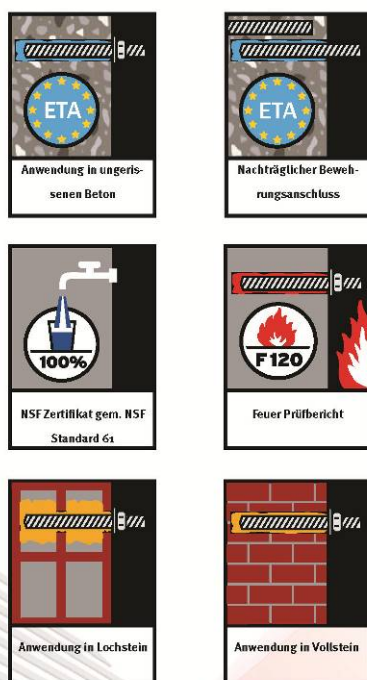 ETA
Anwendung in ungeris-
senen Beton
ETA
Nachträglicher Beweh-
rungsanschluss
100%
NSF Zertifikat gem. NSF
Standard 61
F 120
Feuer Prüfbericht
Anwendung in Lochstein
Anwendung in Vollstein